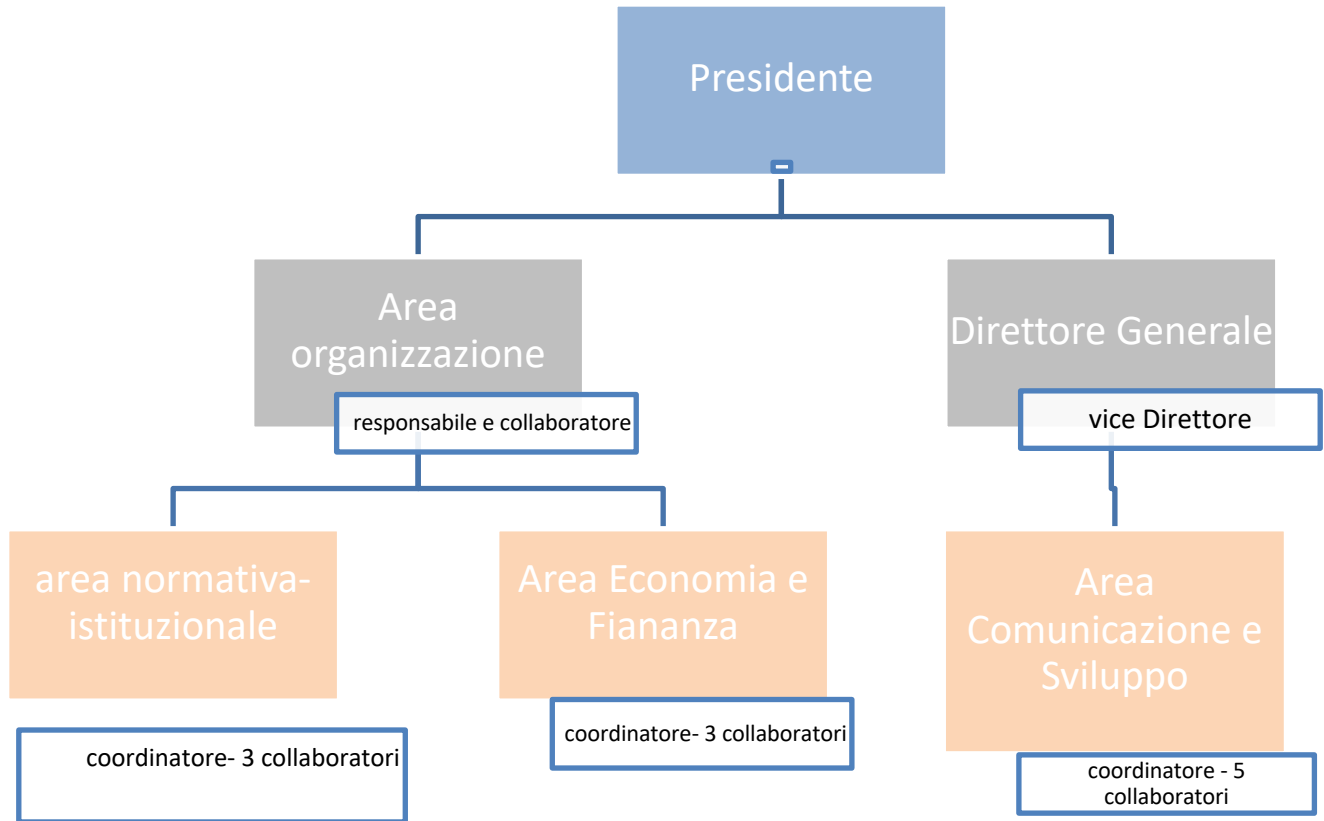 Presidente
Area
organizzazione
responsabile e collaboratore
Direttore Generale
vice Direttore
area normativa-
istituzionale
coordinatore- 3 collaboratori
Area Economia e
Fiananza
coordinatore- 3 collaboratori
Area
Comunicazione e
Sviluppo
coordinatore - 5
collaboratori